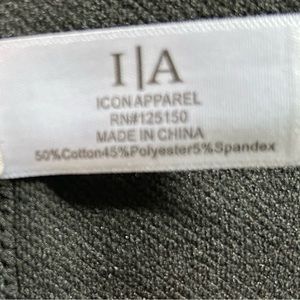 I|A
ICON APPAREL
RN#125150
MADE IN CHINA
50%Cotton45%Polyester5%Spandex